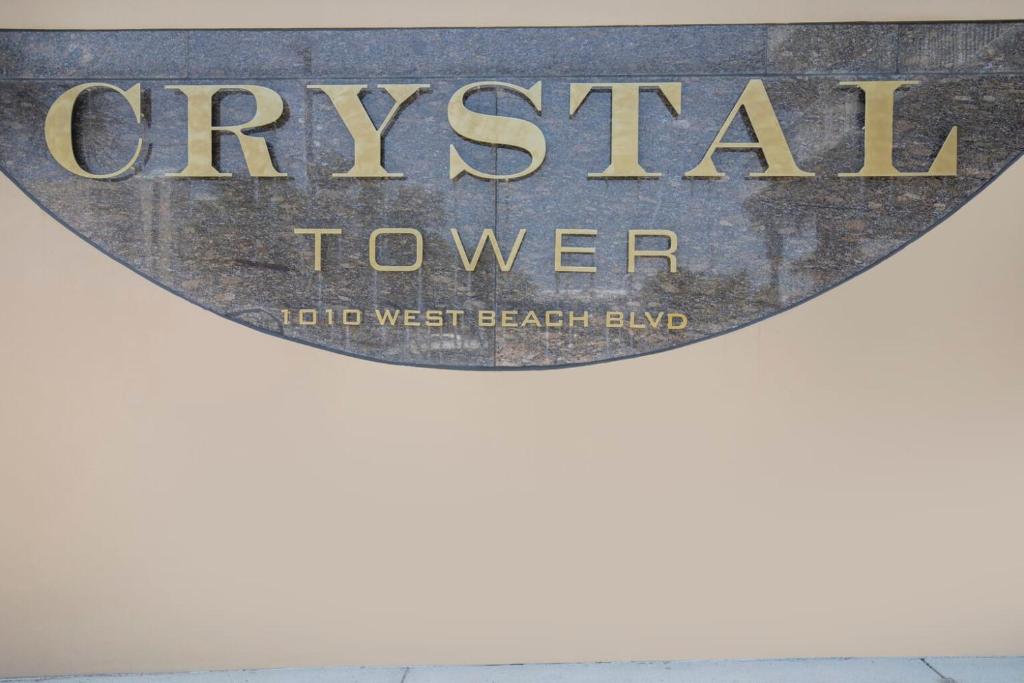 CRYSTAL
TOWER
1010 WEST BEACH BLVD